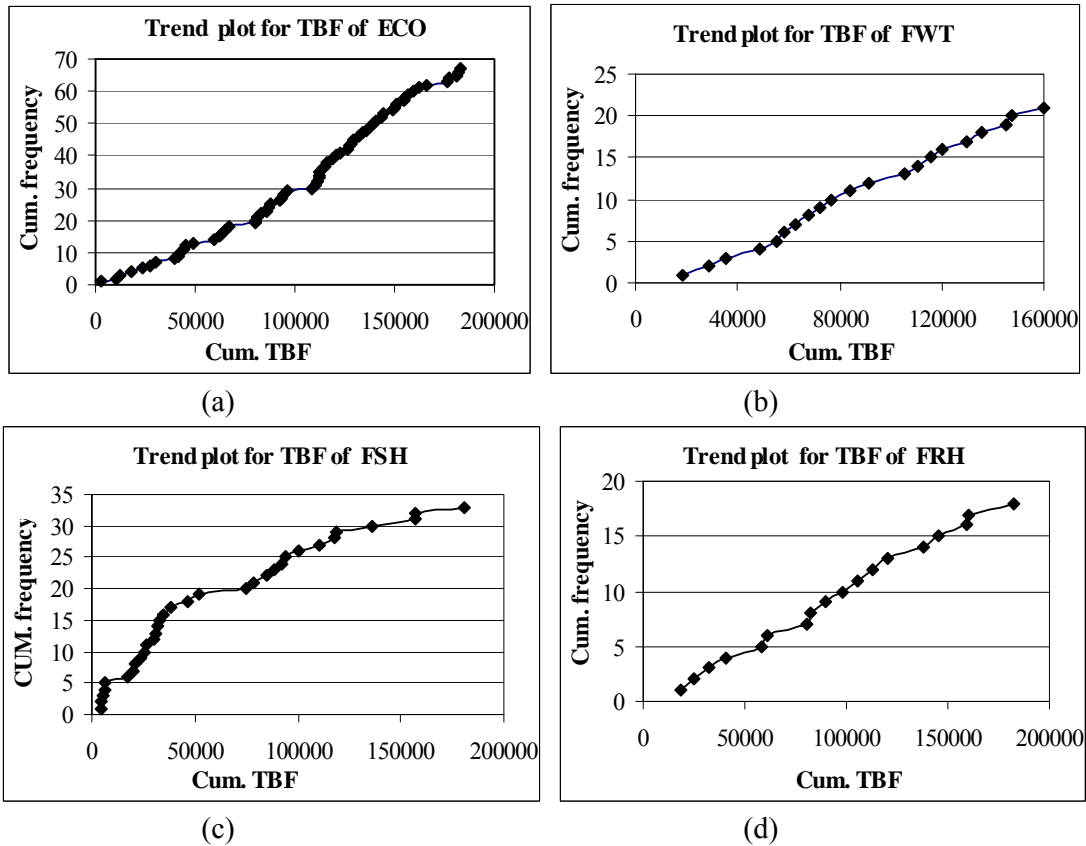 Trend plot for TBF of ECO
70
60
50
40
30
20
10
0
Cum. frequency
0 50000 100000 150000 200000
Cum. TBF
(a)
Trend plot for TBF of FWT
25
20
15
10
5
0
Cum. frequency
0 40000 80000 120000 160000
Cum. TBF
(b)
Trend plot for TBF of FSH
35
30
25
20
15
10
5
0
CUM. frequency
0 50000 100000 150000 200000
Cum. TBF
(c)
Trend plot for TBF of FRH
20
15
10
5
0
Cum. frequency
0 50000 100000 150000 200000
Cum. TBF
(d)